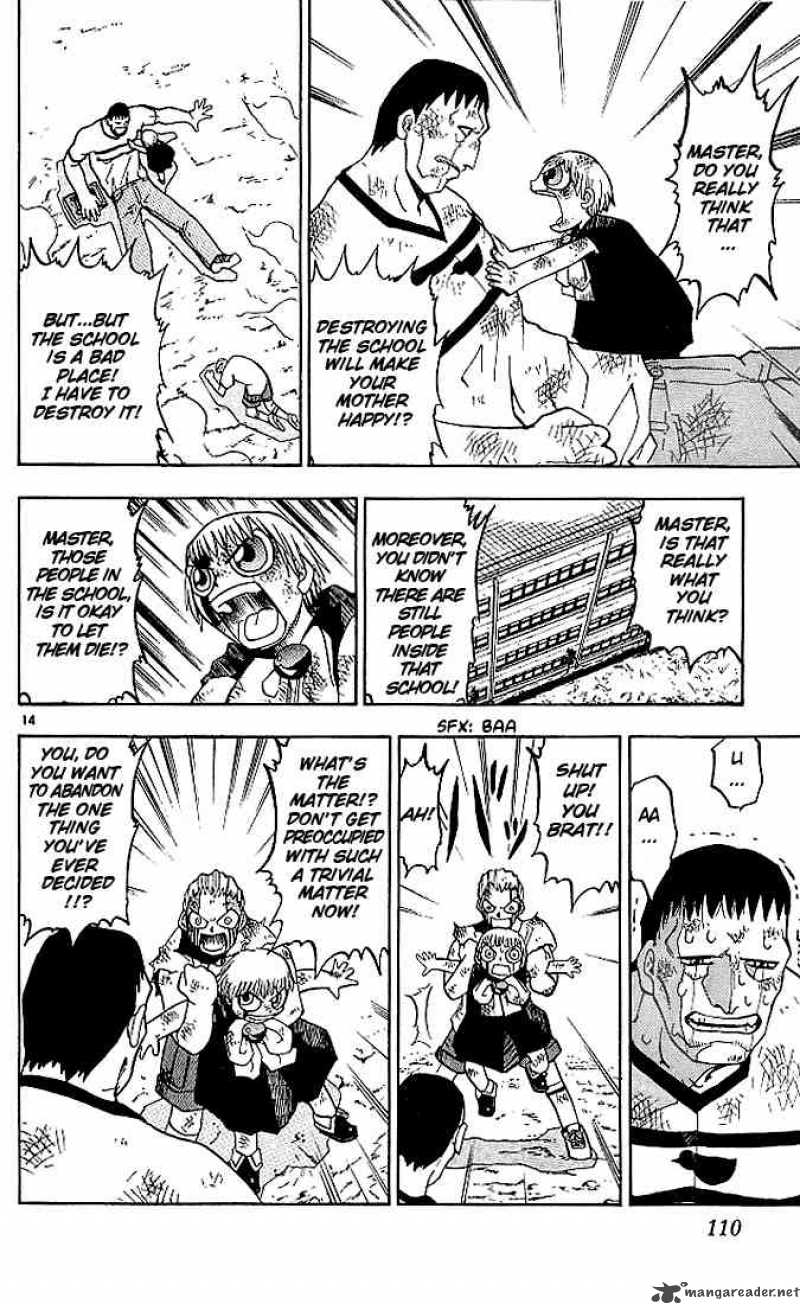 MASTER,
DO YOU
REALLY
THINK
THAT
...
DESTROYING
THE SCHOOL
WILL MAKE
YOUR
MOTHER
HAPPY!?
BUT...BUT
THE SCHOOL
IS A BAD
PLACE!
I HAVE TO
DESTROY IT!
MASTER,
IS THAT
REALLY
WHAT
YOU
THINK?
MOREOVER,
YOU DIDN'T
KNOW
THERE ARE
STILL
PEOPLE
INSIDE
THAT
SCHOOL!
MASTER,
THOSE
PEOPLE IN
THE SCHOOL,
IS IT OKAY
TO LET
THEM DIE!?
14
SFX: BAA
U
...
AA
...
SHUT
UP!
YOU
BRAT!!
AH!
WHAT'S
THE
MATTER!?
DON'T GET
PREOCCUPIED
WITH SUCH
A TRIVIAL
MATTER
NOW!
YOU, DO
YOU WANT
TO ABANDON
THE ONE
THING
YOU'VE
EVER
DECIDED
!!?
110
mangareader.net